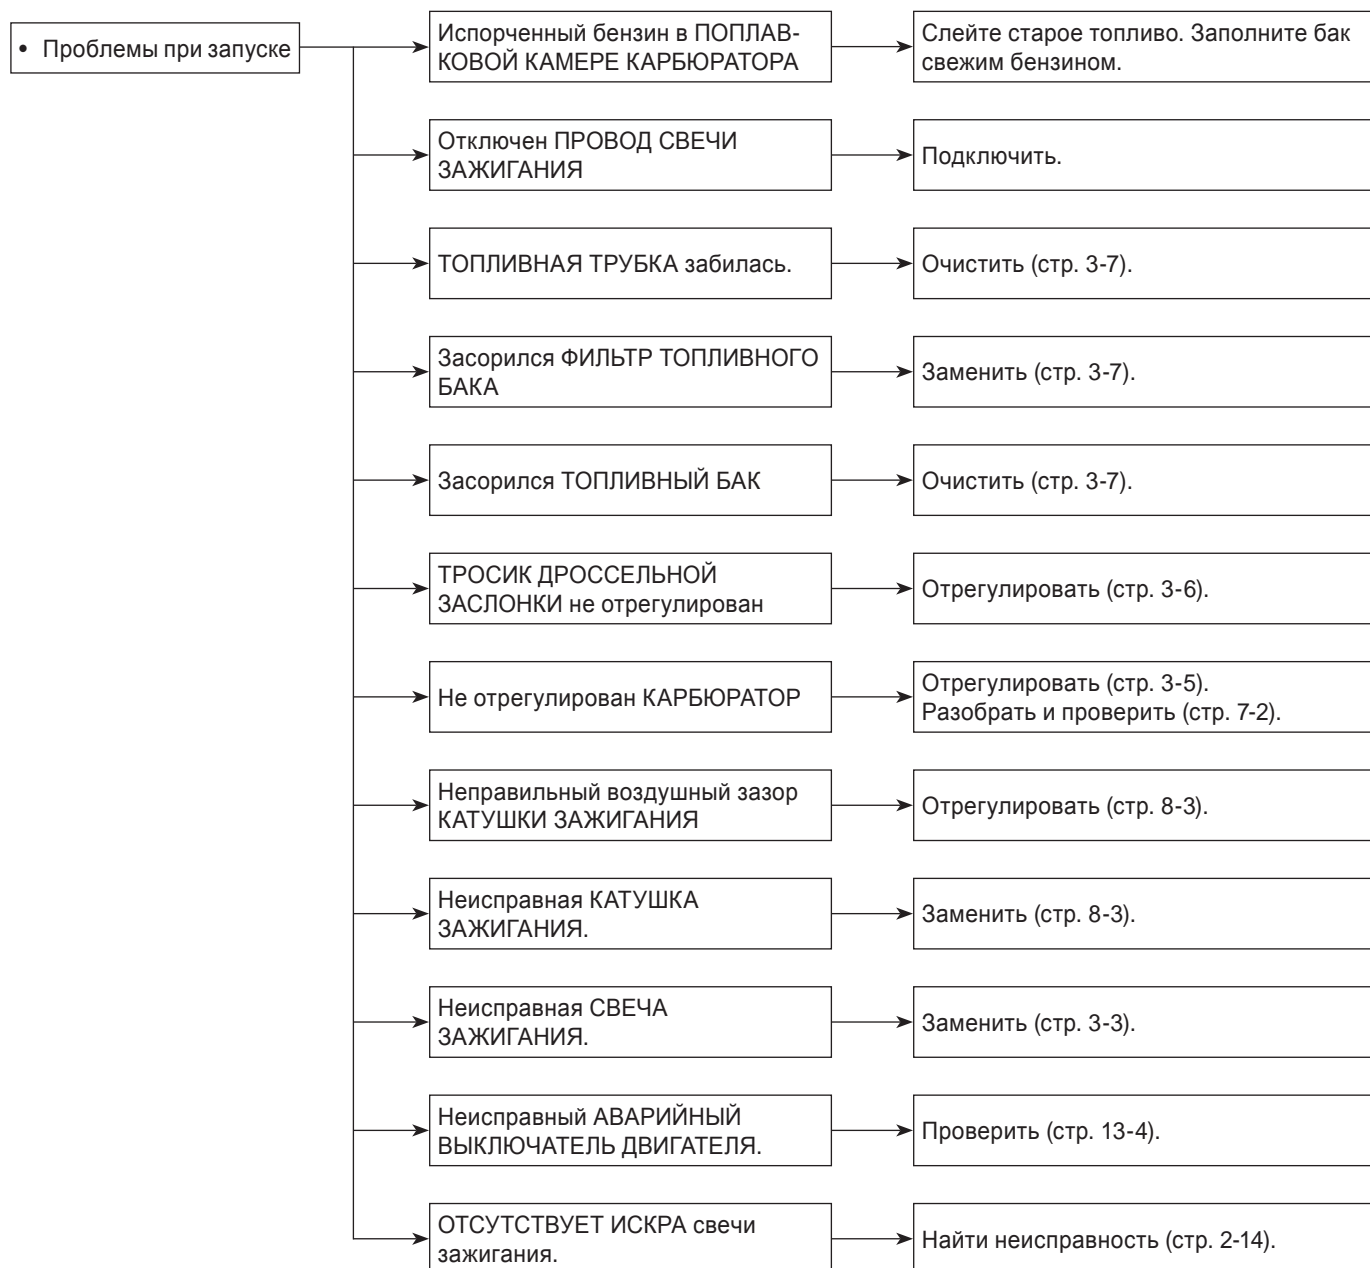 • Проблемы при запуске
Испорченный бензин в ПОПЛАВ-
КОВОЙ КАМЕРЕ КАРБЮРАТОРА
Слейте старое топливо. Заполните бак
свежим бензином.
Отключен ПРОВОД СВЕЧИ
ЗАЖИГАНИЯ
Подключить.
ТОПЛИВНАЯ ТРУБКА забилась.
Очистить (стр. 3-7).
Засорился ФИЛЬТР ТОПЛИВНОГО
БАКА
Заменить (стр. 3-7).
Засорился ТОПЛИВНЫЙ БАК
Очистить (стр. 3-7).
ТРОСИК ДРОССЕЛЬНОЙ
ЗАСЛОНКИ не отрегулирован
Отрегулировать (стр. 3-6).
Не отрегулирован КАРБЮРАТОР
Отрегулировать (стр. 3-5).
Разобрать и проверить (стр. 7-2).
Неправильный воздушный зазор
КАТУШКИ ЗАЖИГАНИЯ
Отрегулировать (стр. 8-3).
Неисправная КАТУШКА
ЗАЖИГАНИЯ.
Заменить (стр. 8-3).
Неисправная СВЕЧА
ЗАЖИГАНИЯ.
Заменить (стр. 3-3).
Неисправный АВАРИЙНЫЙ
ВЫКЛЮЧАТЕЛЬ ДВИГАТЕЛЯ.
Проверить (стр. 13-4).
ОТСУТСТВУЕТ ИСКРА свечи
зажигания.
Найти неисправность (стр. 2-14).